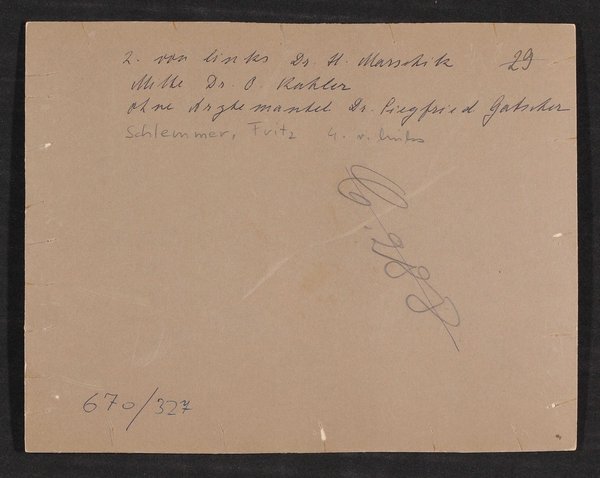 2. von links Dr. H. Marschik 29
Mitte Dr. O. Kahler
ohne Arztemantel Dr. Siegfried Gatscher
Schlemmer, Fritz 4. v. links
670/327